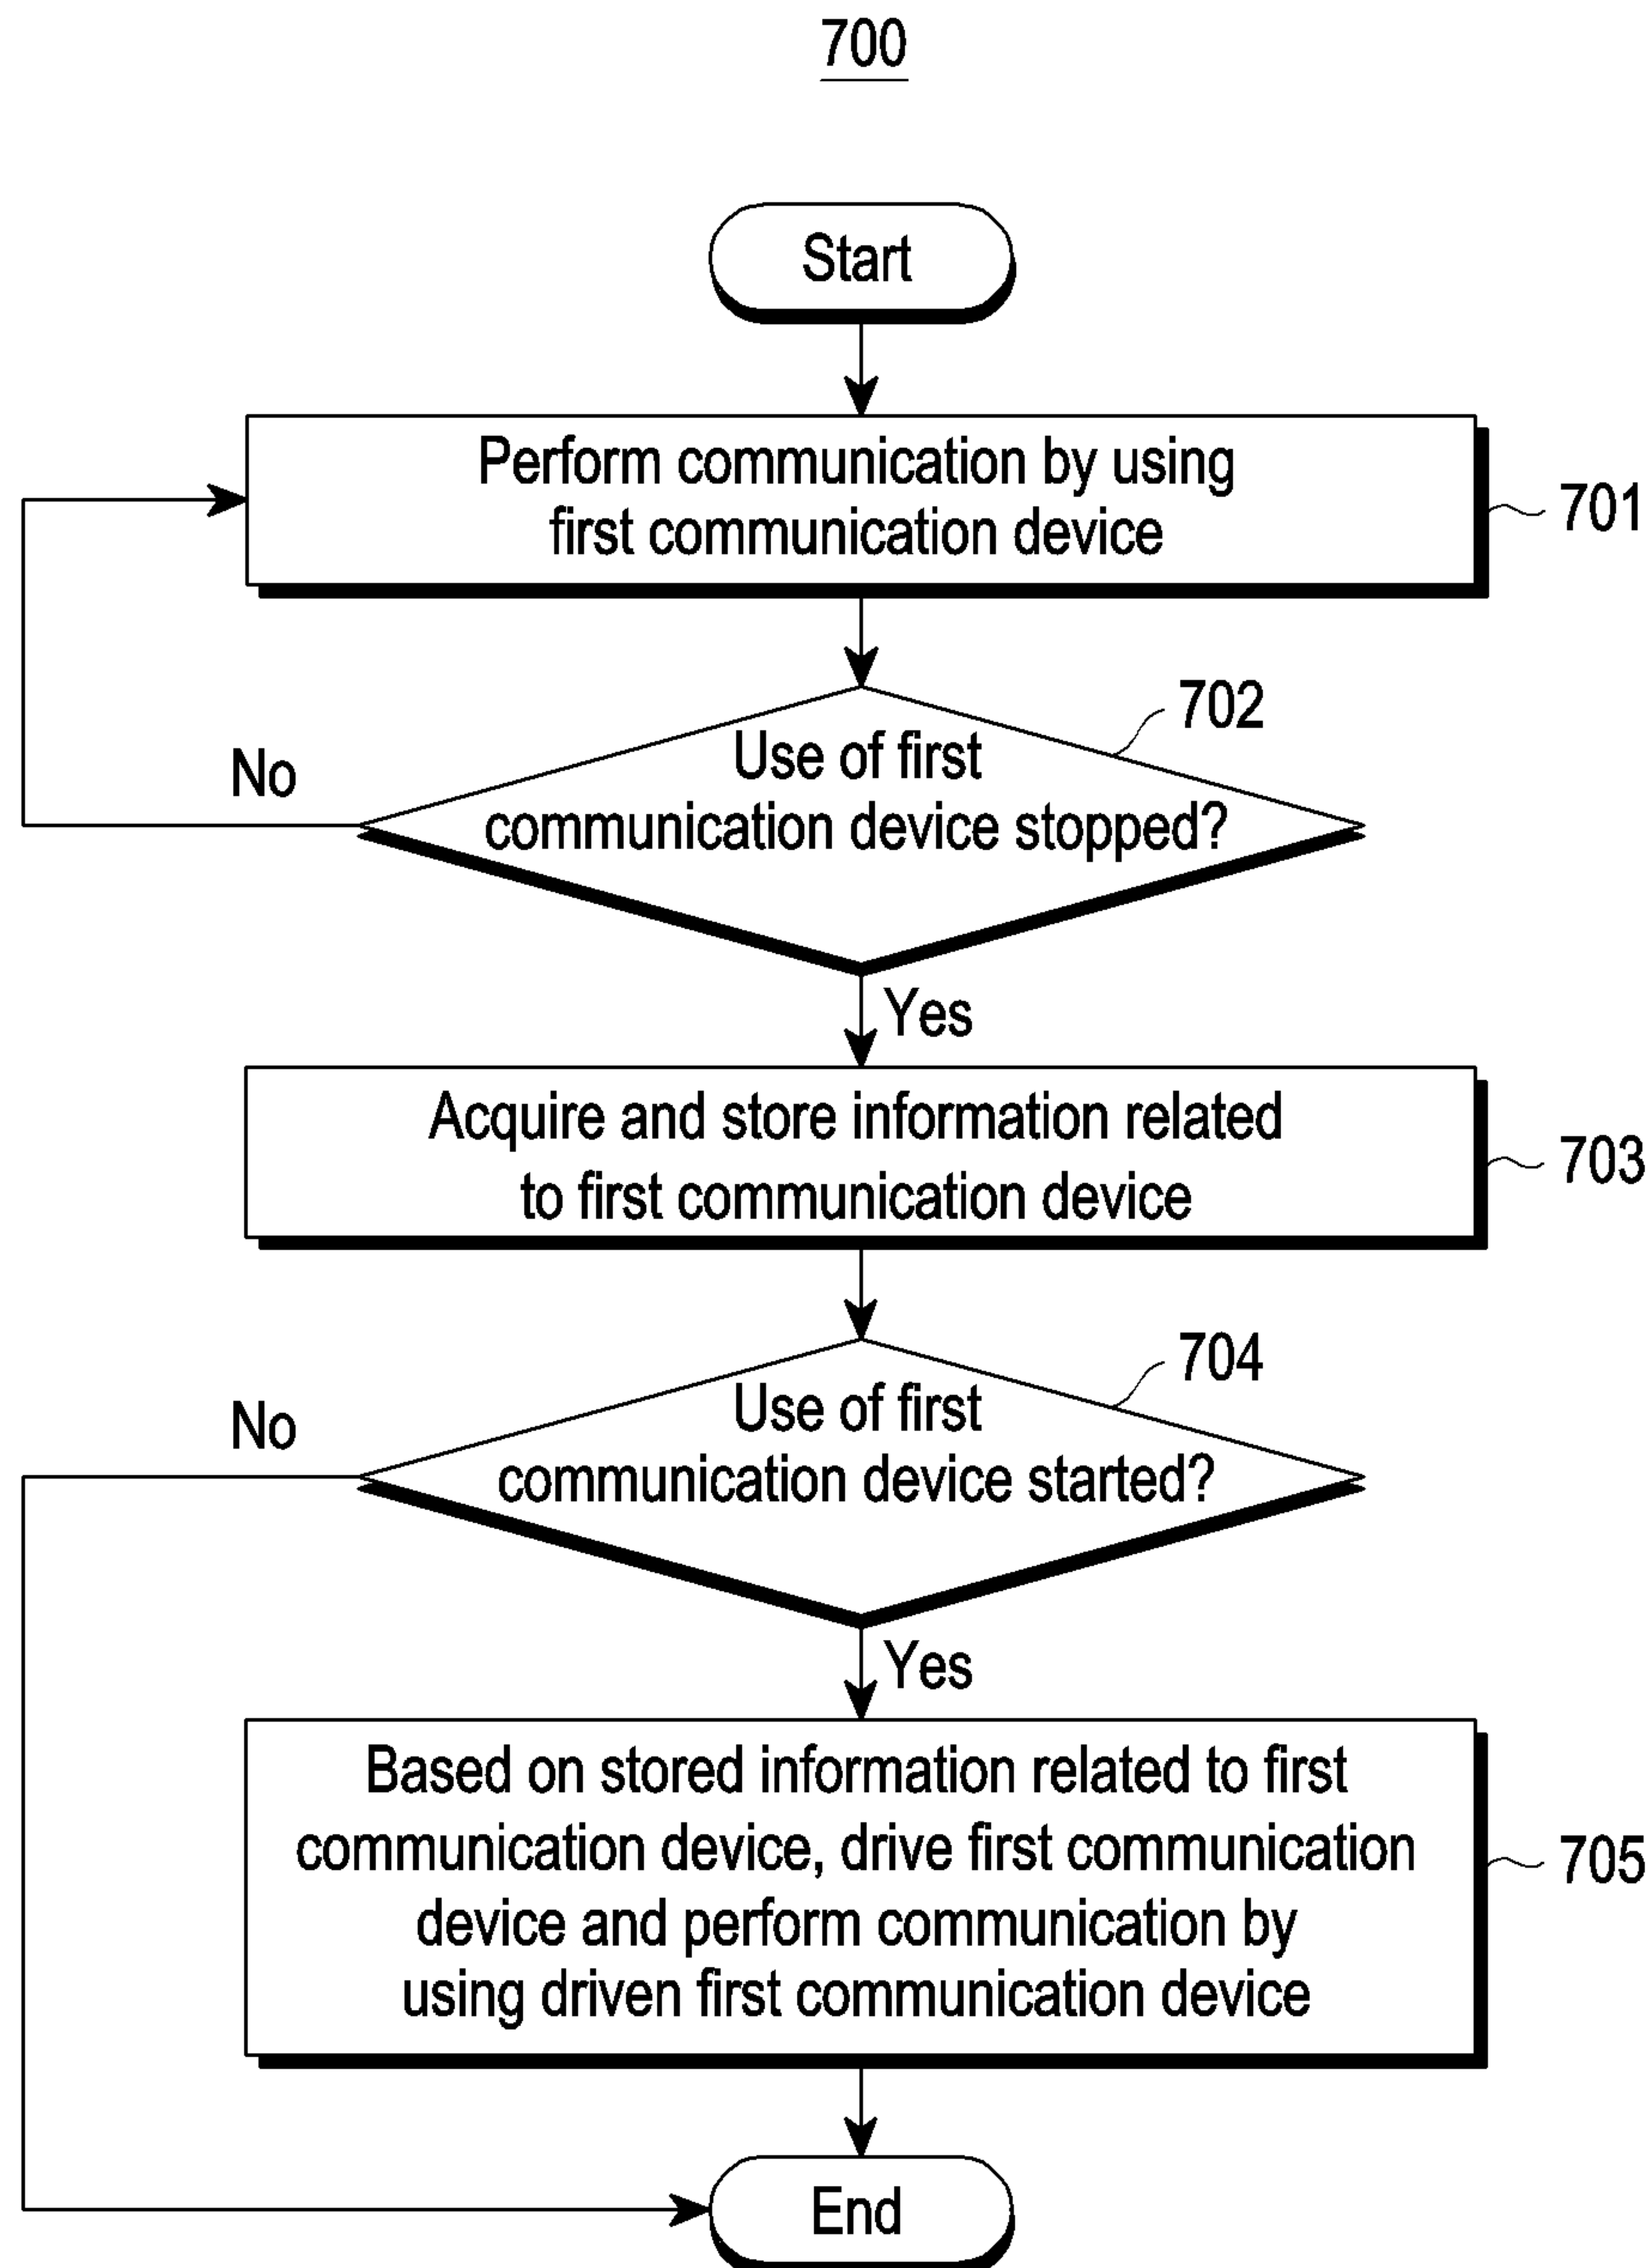 700
Start
Perform communication by using
first communication device
701
702
Use of first
communication device stopped?
No
Yes
Acquire and store information related
to first communication device
703
704
Use of first
communication device started?
No
Yes
Based on stored information related to first
communication device, drive first communication
device and perform communication by
using driven first communication device
705
End